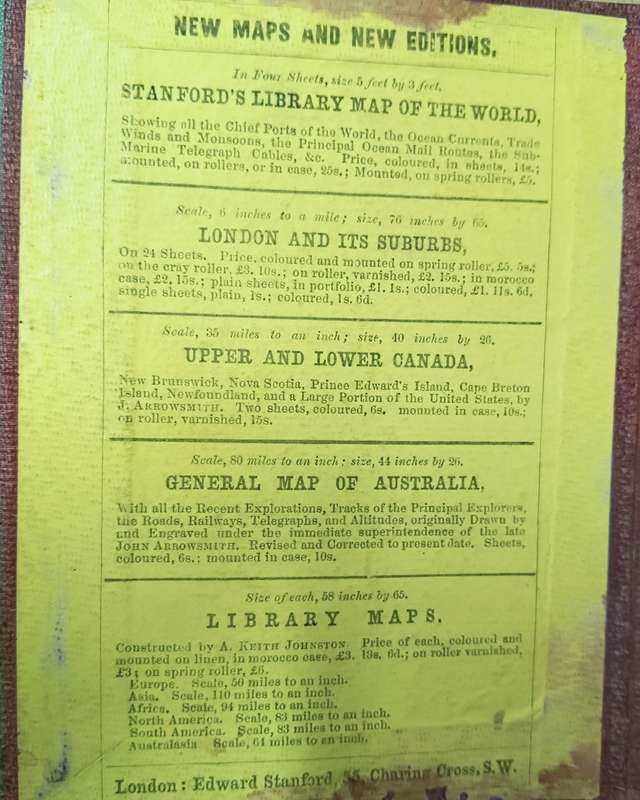 NEW MAPS AND NEW EDITIONS.
In Four Sheets, size 5 feet by 3 feet.
STANFORD'S LIBRARY MAP OF THE WORLD,
Showing all the Chief Ports of the World, the Ocean Currents, Trade
Winds and Monsoons, the Principal Ocean Mail Routes, the Sub-
Marine Telegraph Cables, &c. Price, coloured, in sheets, 14s.;
mounted, on rollers, or in case, 25s.; Mounted, on spring rollers, £5.
Scale, 6 inches to a mile; size, 76 inches by 65.
LONDON AND ITS SUBURBS,
On 24 Sheets. Price, coloured and mounted on spring roller, £5. 5s.;
on the cray roller, £3. 10s.; on roller, varnished, £2. 15s.; in morocco
case, £2. 15s.; plain sheets, in portfolio, £1. 1s.; coloured, £1. 11s. 6d.
single sheets, plain, 1s.; coloured, 1s. 6d.
Scale, 35 miles to an inch; size, 40 inches by 26.
UPPER AND LOWER CANADA,
New Brunswick, Nova Scotia, Prince Edward's Island, Cape Breton
Island, Newfoundland, and a Large Portion of the United States, by
J. ARROWSMITH. Two sheets, coloured, 6s. mounted in case, 10s.;
on roller, varnished, 15s.
Scale, 80 miles to an inch; size, 44 inches by 26.
GENERAL MAP OF AUSTRALIA,
With all the Recent Explorations, Tracks of the Principal Explorers,
the Roads, Railways, Telegraphs, and Altitudes, originally Drawn by
and Engraved under the immediate superintendence of the late
JOHN ARROWSMITH. Revised and Corrected to present date. Sheets,
coloured, 6s.; mounted in case, 10s.
Size of each, 58 inches by 65.
LIBRARY MAPS.
Constructed by A. KEITH JOHNSTON Price of each, coloured and
mounted on linen, in morocco case, £3. 13s. 6d.; on roller varnished,
£3; on spring roller, £6.
Europe. Scale, 50 miles to an inch.
Asia. Scale, 110 miles to an inch.
Africa. Scale, 94 miles to an inch.
North America. Scale, 83 miles to an inch.
South America. Scale, 83 miles to an inch.
Australasia Scale, 64 miles to an inch.
London: Edward Stanford, 55, Charing Cross, S.W.